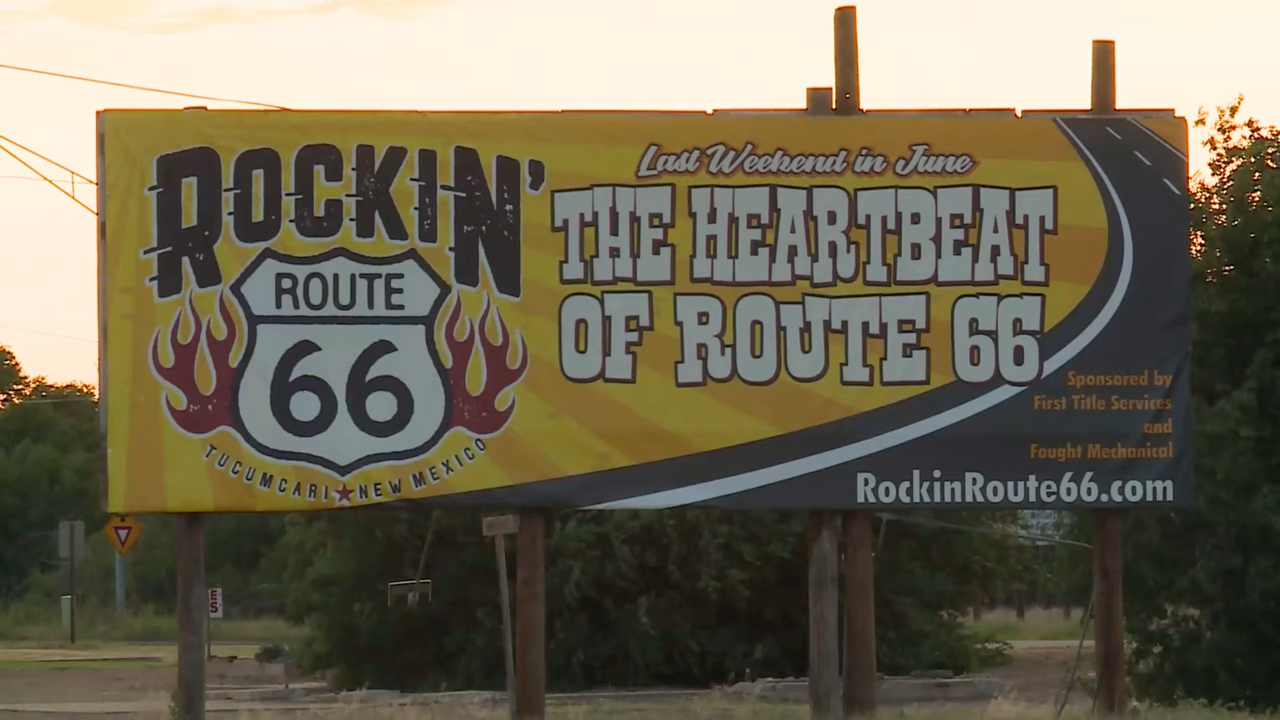 ROCKIN'
ROUTE
66
TUCUMCARI ★ NEW MEXICO
Last Weekend in June
THE HEARTBEAT
OF ROUTE 66
Sponsored by
First Title Services
and
Fought Mechanical
RockinRoute66.com
E
S